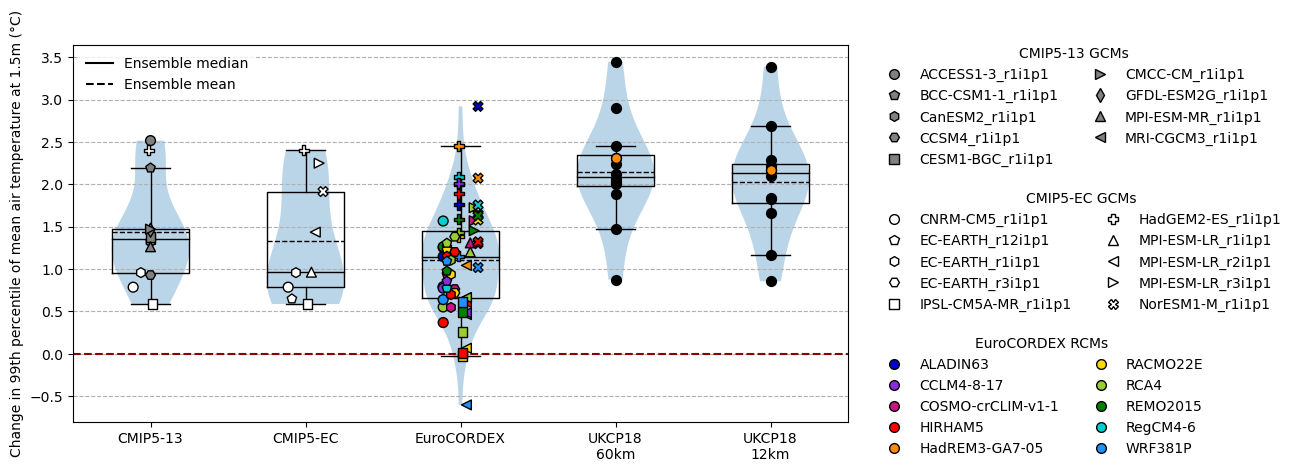 Change in 99th percentile of mean air temperature at 1.5m (°C)
3.5
3.0
2.5
2.0
1.5
1.0
0.5
0.0
−0.5
Ensemble median
Ensemble mean
CMIP5-13
CMIP5-EC
EuroCORDEX
UKCP18
60km
UKCP18
12km
CMIP5-13 GCMs
ACCESS1-3_r1i1p1
BCC-CSM1-1_r1i1p1
CanESM2_r1i1p1
CCSM4_r1i1p1
CESM1-BGC_r1i1p1
CMCC-CM_r1i1p1
GFDL-ESM2G_r1i1p1
MPI-ESM-MR_r1i1p1
MRI-CGCM3_r1i1p1
CMIP5-EC GCMs
CNRM-CM5_r1i1p1
EC-EARTH_r12i1p1
EC-EARTH_r1i1p1
EC-EARTH_r3i1p1
IPSL-CM5A-MR_r1i1p1
HadGEM2-ES_r1i1p1
MPI-ESM-LR_r1i1p1
MPI-ESM-LR_r2i1p1
MPI-ESM-LR_r3i1p1
NorESM1-M_r1i1p1
EuroCORDEX RCMs
ALADIN63
CCLM4-8-17
COSMO-crCLIM-v1-1
HIRHAM5
HadREM3-GA7-05
RACMO22E
RCA4
REMO2015
RegCM4-6
WRF381P